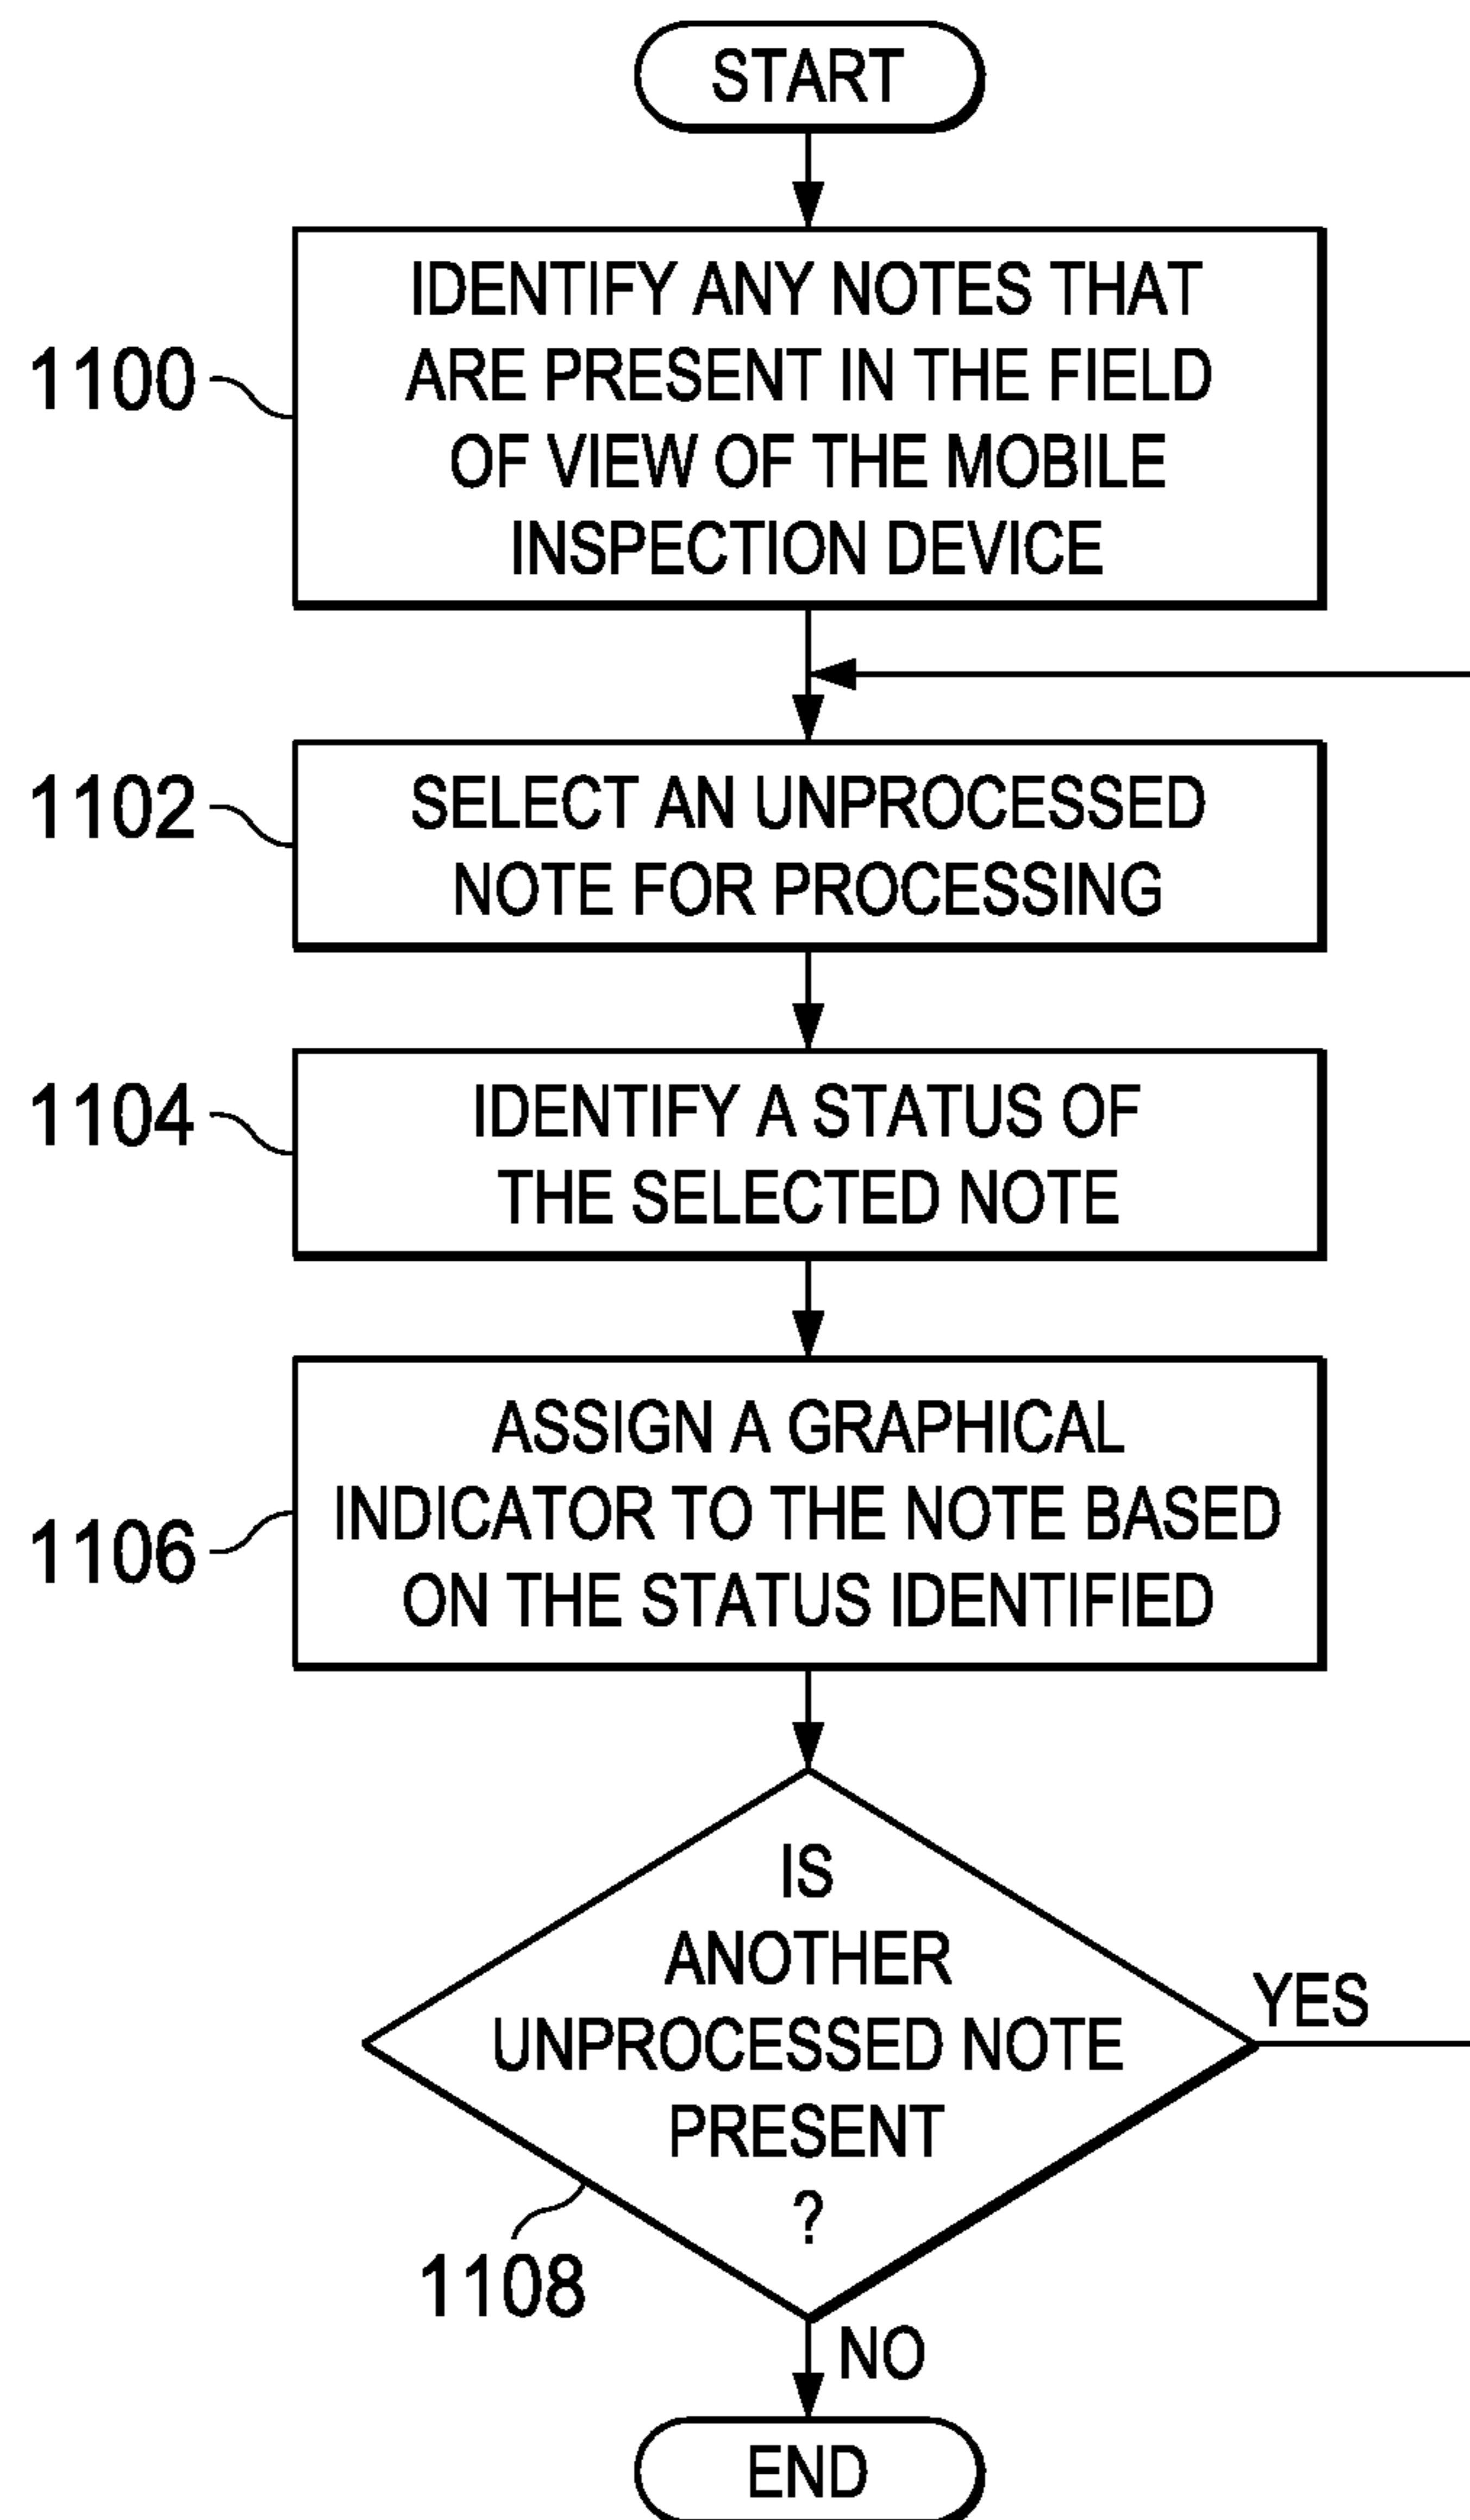 START
IDENTIFY ANY NOTES THAT
ARE PRESENT IN THE FIELD
OF VIEW OF THE MOBILE
INSPECTION DEVICE
1100
SELECT AN UNPROCESSED
NOTE FOR PROCESSING
1102
IDENTIFY A STATUS OF
THE SELECTED NOTE
1104
ASSIGN A GRAPHICAL
INDICATOR TO THE NOTE BASED
ON THE STATUS IDENTIFIED
1106
IS
ANOTHER
UNPROCESSED NOTE
PRESENT
?
YES
1108
NO
END